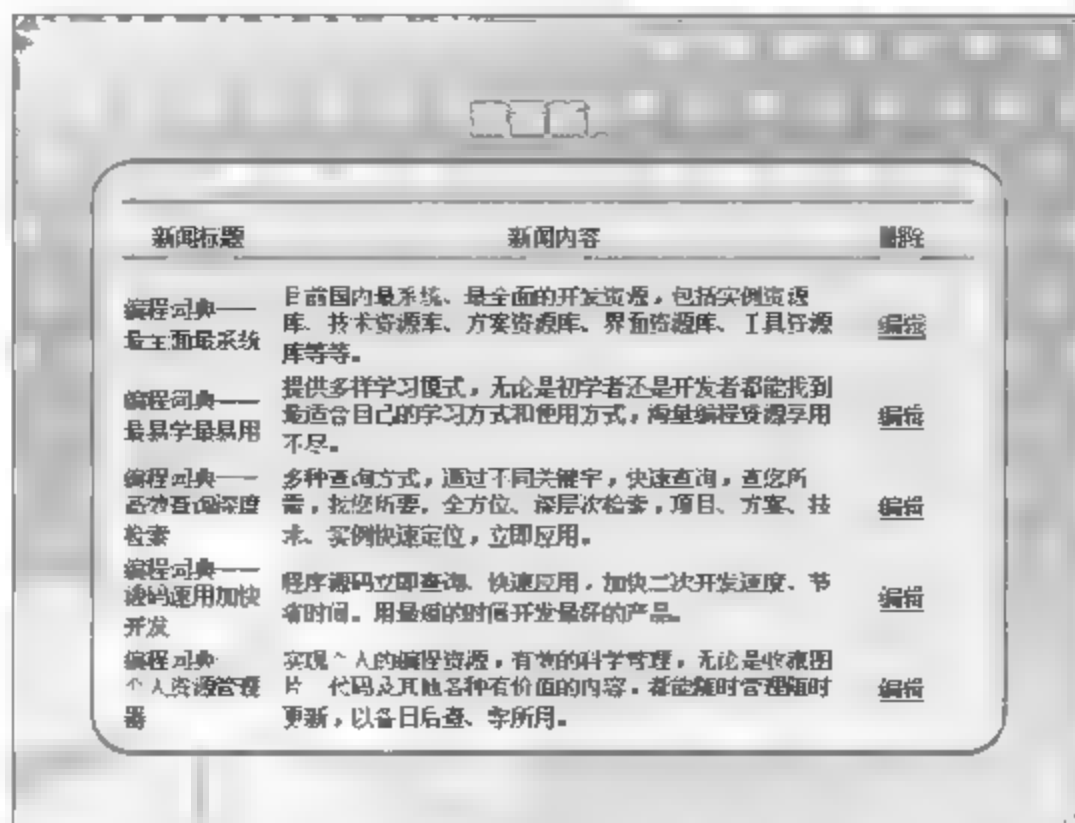 新闻标题 新闻内容 删除
编程词典——
最全面最系统
目前国内最系统、最全面的开发资源，包括实例资源
库、技术资源库、方案资源库、界面资源库、工具资源
库等等。
编辑
编程词典——
最易学最易用
提供多样学习模式，无论是初学者还是开发者都能找到
最适合自己的学习方式和使用方式，海量编程资源享用
不尽。
编辑
编程词典——
高效查询深度
检索
多种查询方式，通过不同关键字，快速查询，查您所
需，找您所要。全方位、深层次检索，项目、方案、技
术、实例快速定位，立即应用。
编辑
编程词典——
源码速用加快
开发
程序源码立即查询、快速应用，加快二次开发速度、节
省时间。用最短的时间开发最好的产品。
编辑
编程词典
个人资源管理
器
实现个人的编程资源，有效的科学管理，无论是收藏图
片 代码及其他各种有价值的内容，都能随时管理随时
更新，以备日后查、
所用。
编辑